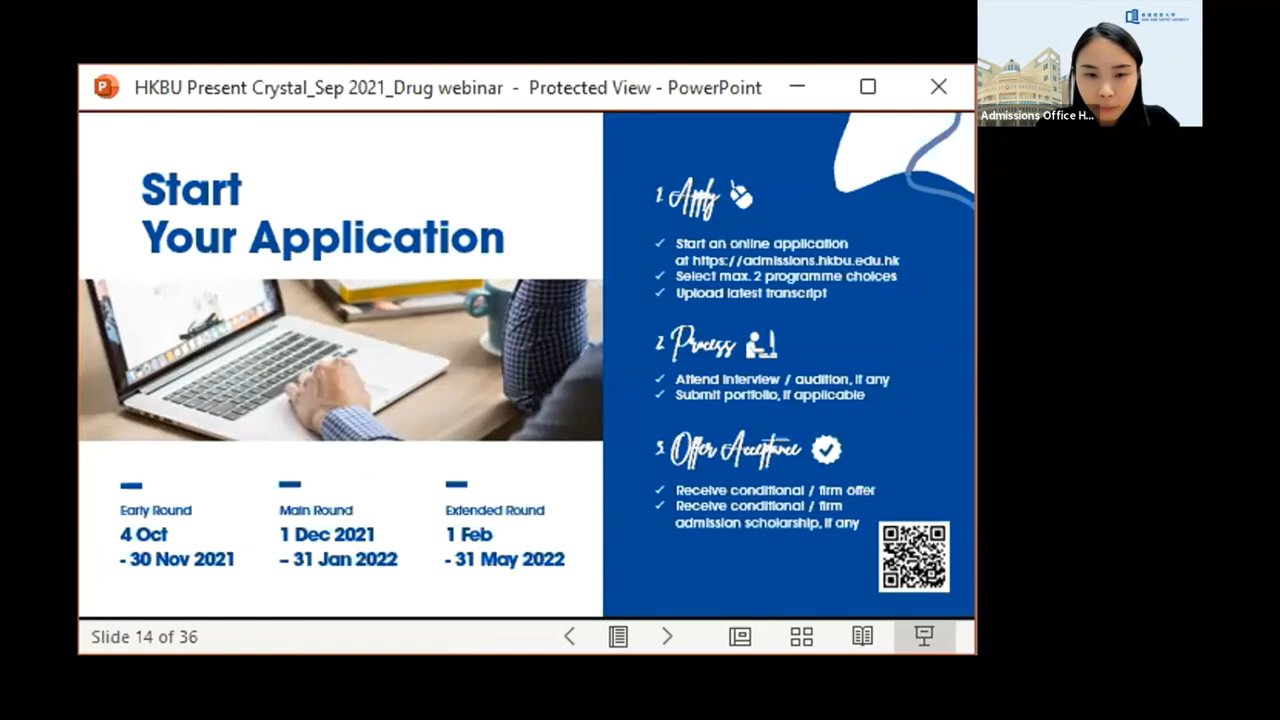 HKBU Present Crystal_Sep 2021_Drug webinar - Protected View - PowerPoint
Admissions Office H...
Start
Your Application
Early Round
4 Oct
- 30 Nov 2021
Main Round
1 Dec 2021
– 31 Jan 2022
Extended Round
1 Feb
- 31 May 2022
1. Apply
✓ Start an online application
at https://admissions.hkbu.edu.hk
✓ Select max. 2 programme choices
✓ Upload latest transcript
2. Process
✓ Attend interview / audition, if any
✓ Submit portfolio, if applicable
3. Offer Acceptance
✓ Receive conditional / firm offer
✓ Receive conditional / firm
admission scholarship, if any
Slide 14 of 36